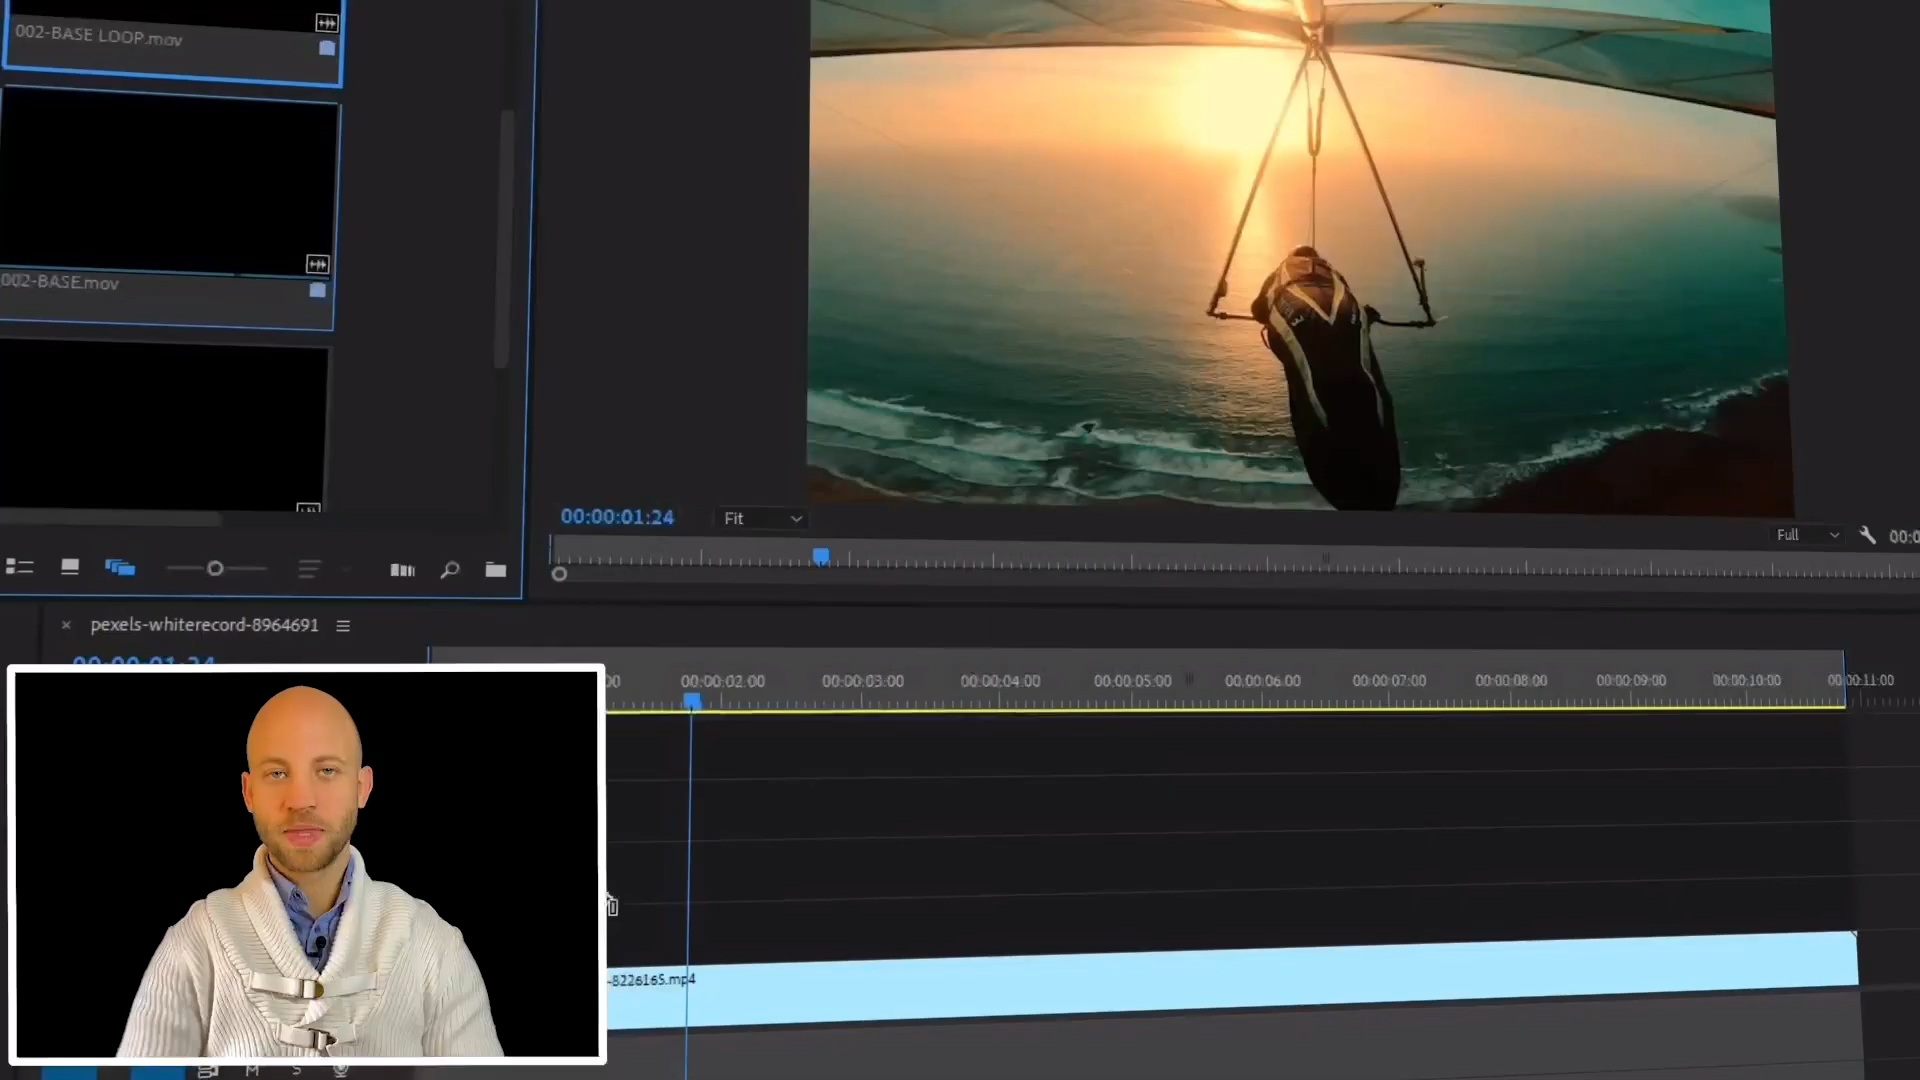 002-BASE LOOP.mov
002-BASE.mov
00:00:01:24
Fit
Full
00:0
pexels-whiterecord-8964691
00:00:01:24
00
00:00:02:00
00:00:03:00
00:00:04:00
00:00:05:00
00:00:06:00
00:00:07:00
00:00:08:00
00:00:09:00
00:00:10:00
00:00:11:00
-8226165.mp4
M
S